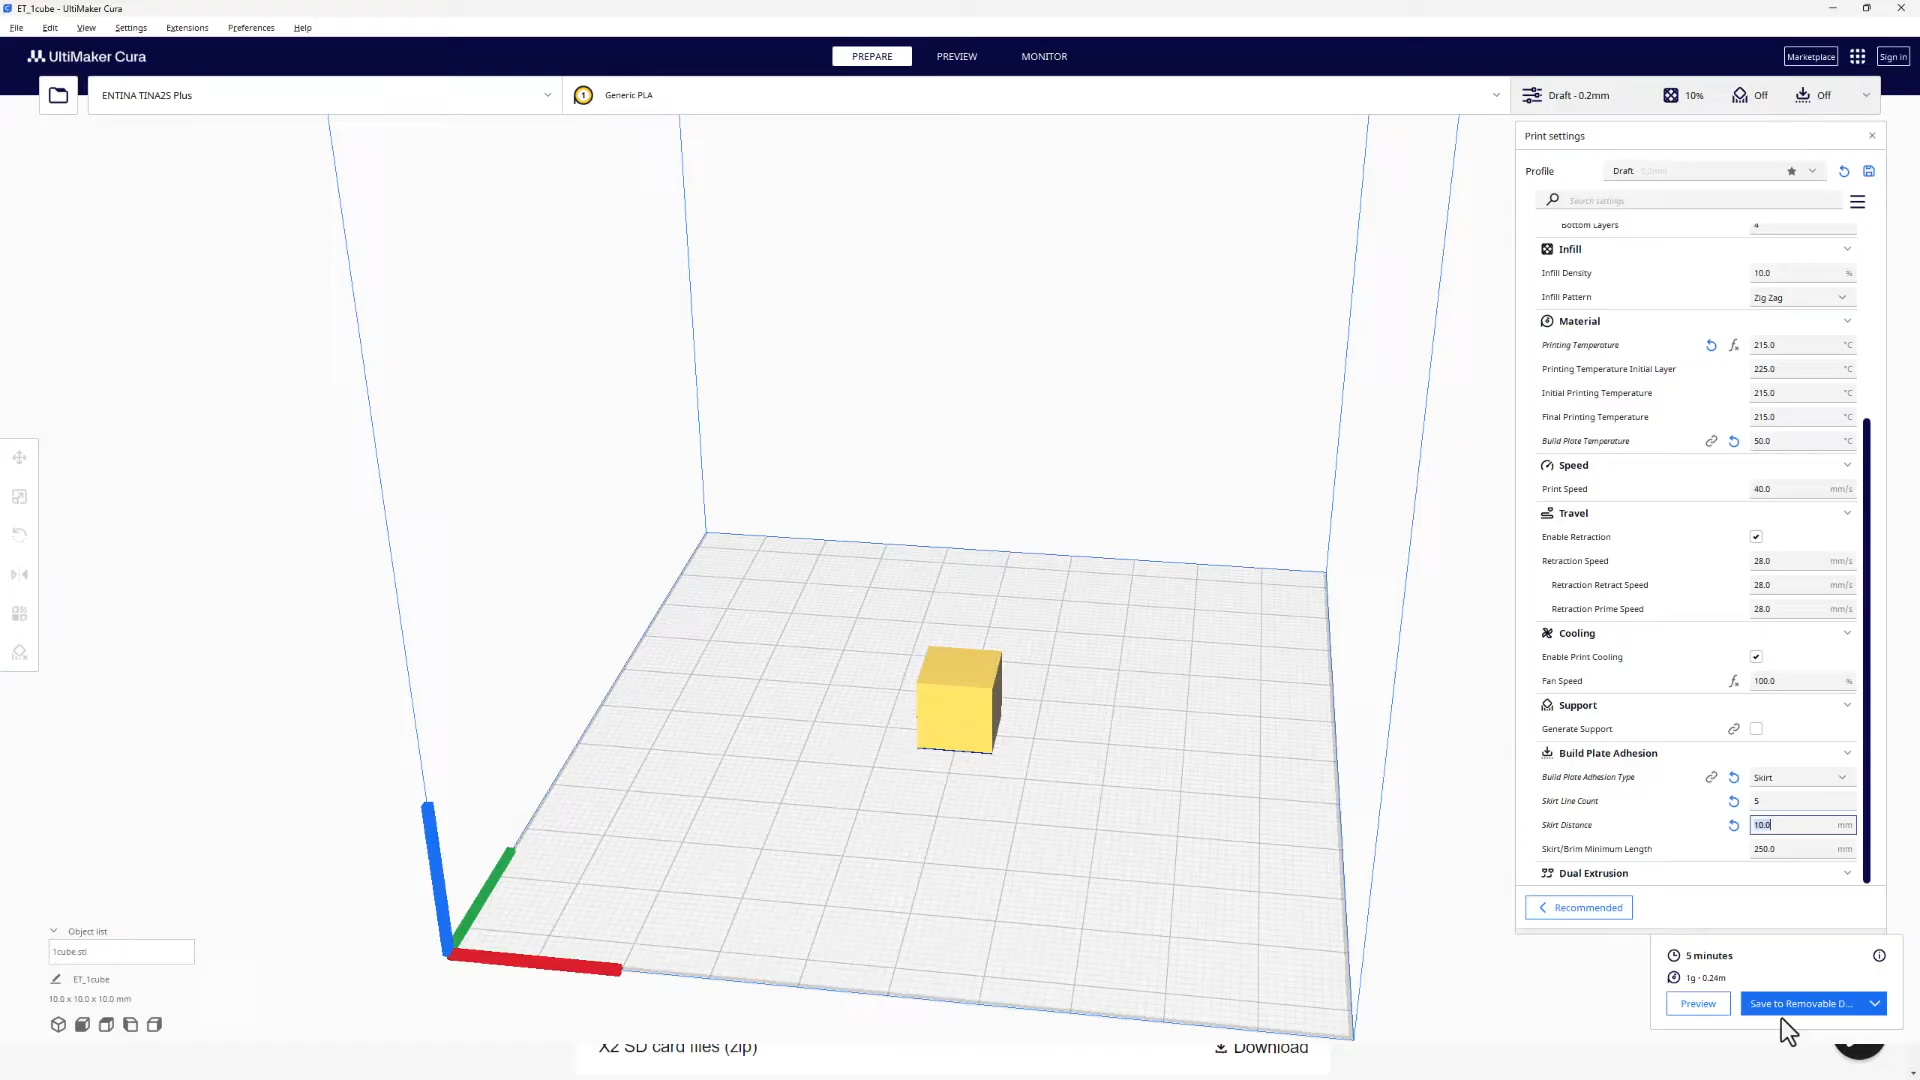 ET_1cube - UltiMaker Cura
File Edit View Settings Extensions Preferences Help
UltiMaker Cura
PREPARE PREVIEW MONITOR
Marketplace Sign in
ENTINA TINA2S Plus
1 Generic PLA
Draft - 0.2mm 10% Off Off
Print settings
Profile Draft 0.2mm
Search settings
Bottom Layers 4
Infill
Infill Density 10.0 %
Infill Pattern Zig Zag
Material
Printing Temperature 215.0 °C
Printing Temperature Initial Layer 225.0 °C
Initial Printing Temperature 215.0 °C
Final Printing Temperature 215.0 °C
Build Plate Temperature 50.0 °C
Speed
Print Speed 40.0 mm/s
Travel
Enable Retraction
Retraction Speed 28.0 mm/s
Retraction Retract Speed 28.0 mm/s
Retraction Prime Speed 28.0 mm/s
Cooling
Enable Print Cooling
Fan Speed 100.0 %
Support
Generate Support
Build Plate Adhesion
Build Plate Adhesion Type Skirt
Skirt Line Count 5
Skirt Distance 10.0 mm
Skirt/Brim Minimum Length 250.0 mm
Dual Extrusion
Recommended
5 minutes
1g · 0.24m
Preview Save to Removable D...
Object list
1cube.stl
ET_1cube
10.0 x 10.0 x 10.0 mm
X2 SD card files (zip) Download